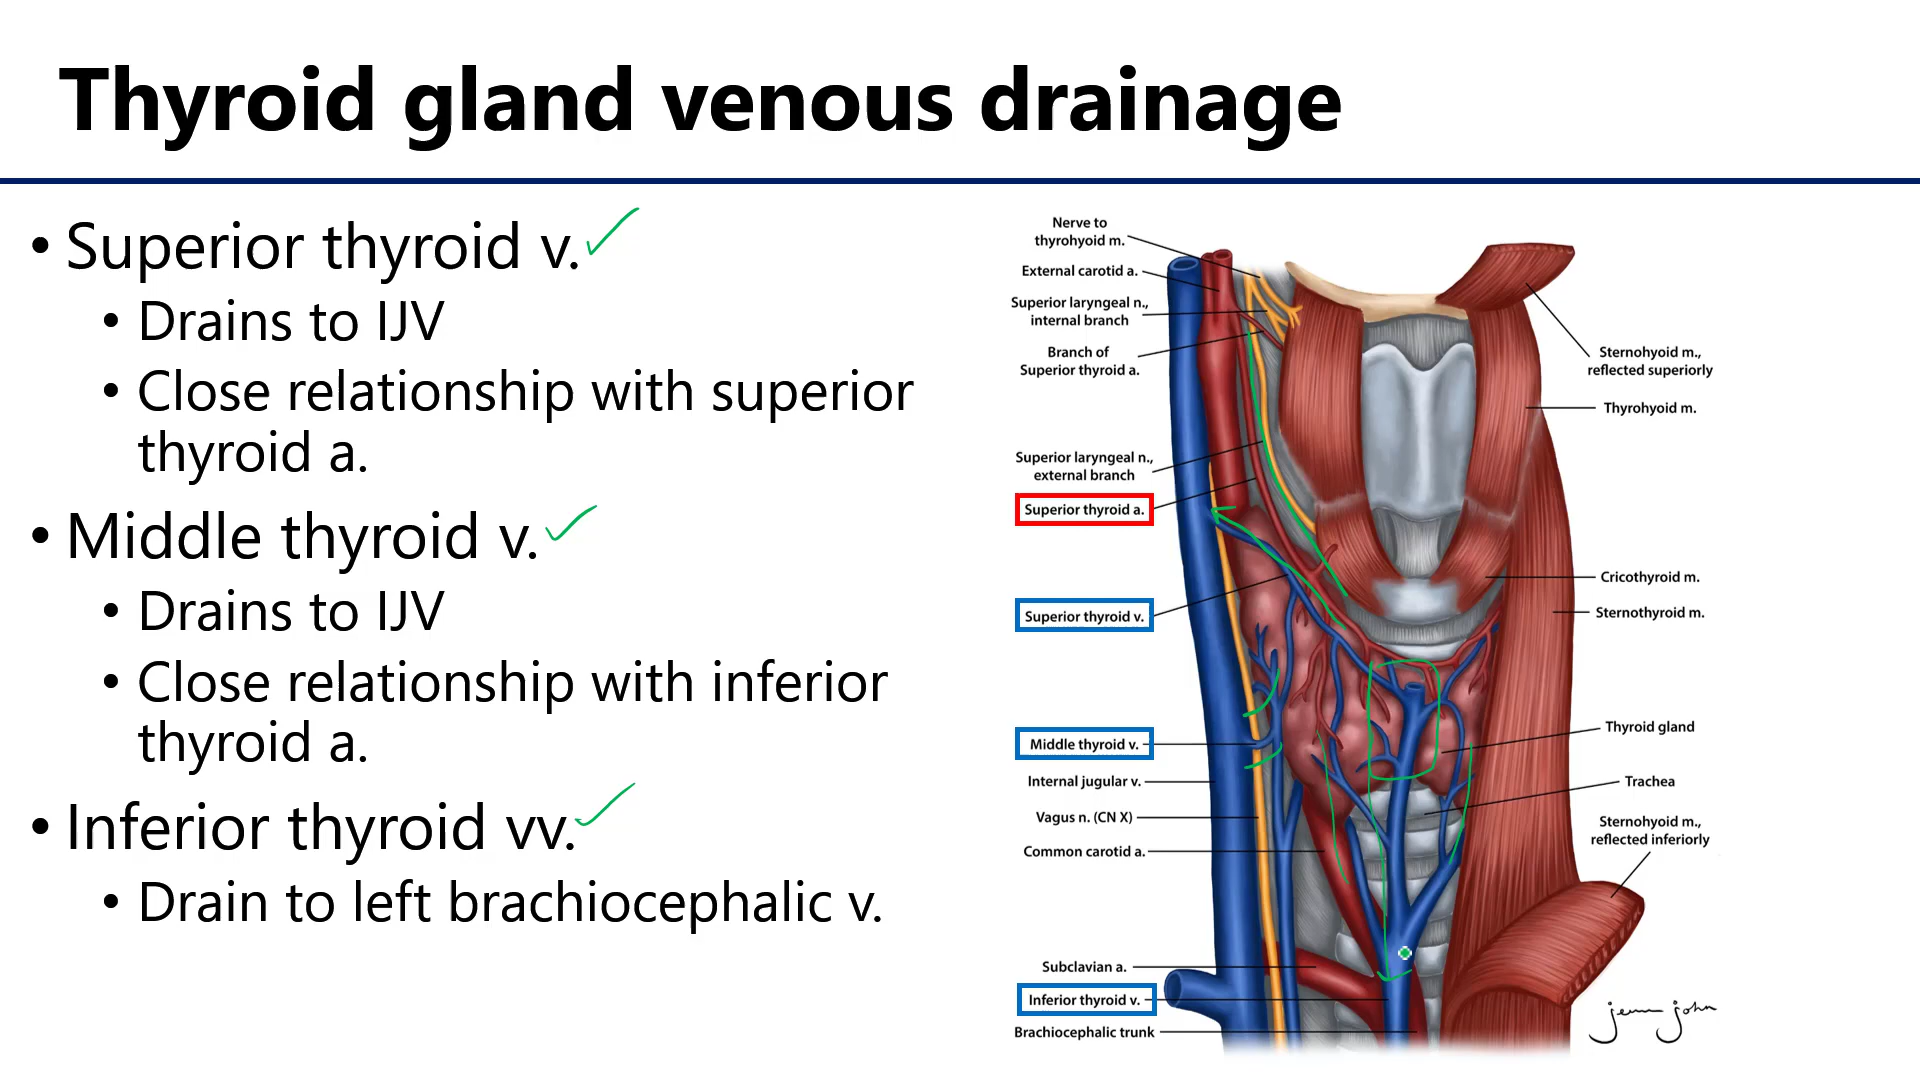 Thyroid gland venous drainage
• Superior thyroid v.
• Drains to IJV
• Close relationship with superior
thyroid a.
• Middle thyroid v.
• Drains to IJV
• Close relationship with inferior
thyroid a.
• Inferior thyroid vv.
• Drain to left brachiocephalic v.
Nerve to
thyrohyoid m.
External carotid a.
Superior laryngeal n.,
internal branch
Branch of
Superior thyroid a.
Superior laryngeal n.,
external branch
Superior thyroid a.
Superior thyroid v.
Middle thyroid v.
Internal jugular v.
Vagus n. (CN X)
Common carotid a.
Subclavian a.
Inferior thyroid v.
Brachiocephalic trunk
Sternohyoid m.,
reflected superiorly
Thyrohyoid m.
Cricothyroid m.
Sternothyroid m.
Thyroid gland
Trachea
Sternohyoid m.,
reflected inferiorly
john